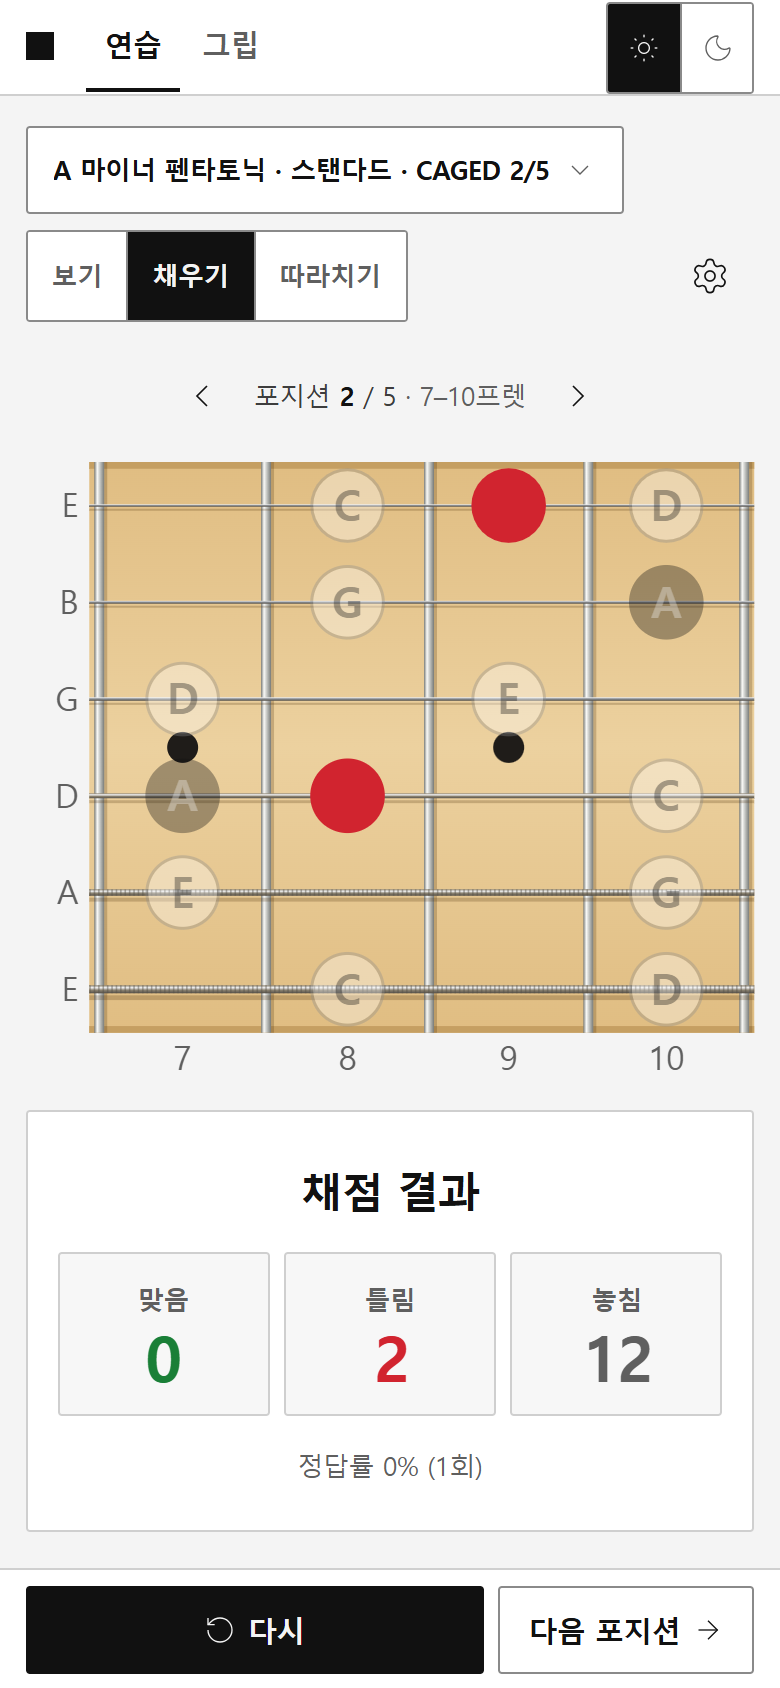 연습 그립
A 마이너 펜타토닉 · 스탠다드 · CAGED 2/5
보기 채우기 따라치기
포지션 2 / 5 · 7–10프렛
E C D
B G A
G D E
D A C
A E G
E C D
7 8 9 10
채점 결과
맞음 틀림 놓침
0 2 12
정답률 0% (1회)
다시 다음 포지션